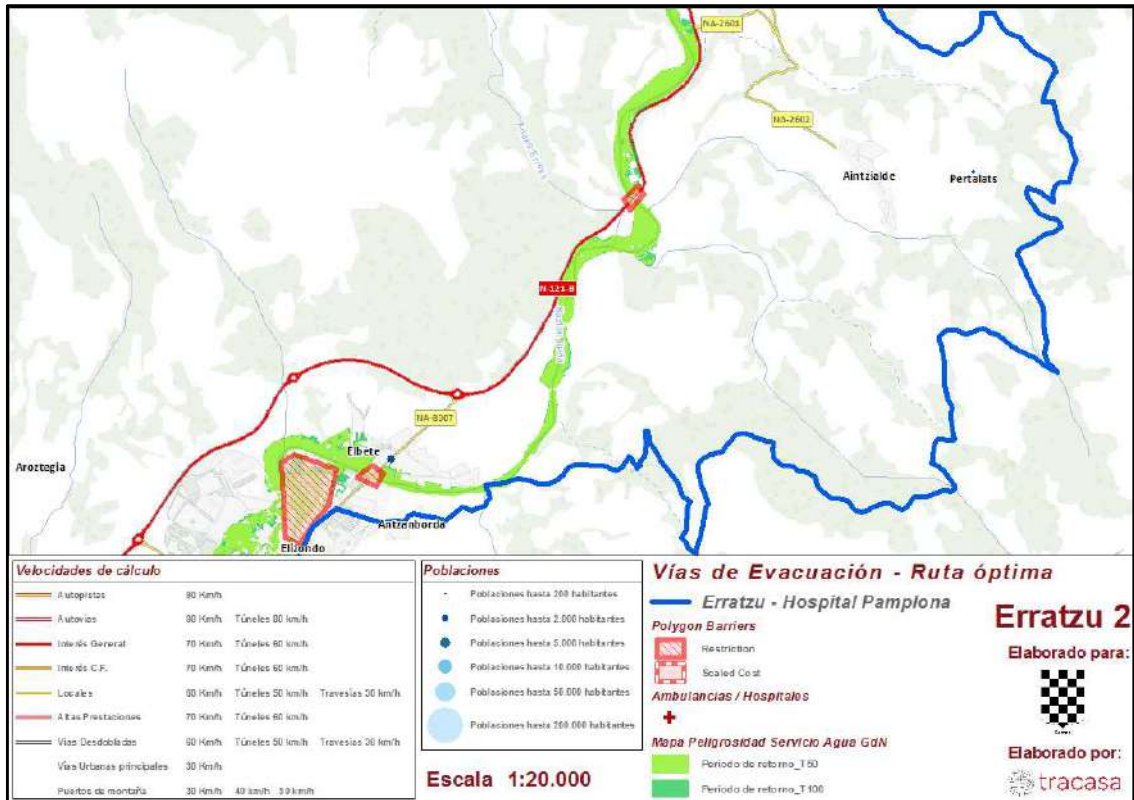 NA-2601
NA-2602
Aintzialde
Pertalats
N-121-B
NA-8307
Elbete
Aroztegia
Antzanborda
Elizondo
Velocidades de cálculo
Autopistas 90 Km/h
Autovías 90 Km/h Túneles 80 km/h
Interés General 70 Km/h Túneles 60 km/h
Interés C.F. 70 Km/h Túneles 60 km/h
Locales 60 Km/h Túneles 50 km/h Travesías 30 km/h
Altas Prestaciones 70 Km/h Túneles 60 km/h
Vías Desdobladas 60 Km/h Túneles 50 km/h Travesías 30 km/h
Vías Urbanas principales 30 Km/h
Puertos de montaña 30 Km/h 40 km/h 50 km/h
Poblaciones
Poblaciones hasta 200 habitantes
Poblaciones hasta 2.000 habitantes
Poblaciones hasta 5.000 habitantes
Poblaciones hasta 10.000 habitantes
Poblaciones hasta 50.000 habitantes
Poblaciones hasta 200.000 habitantes
Escala 1:20.000
Vías de Evacuación - Ruta óptima
Erratzu - Hospital Pamplona
Polygon Barriers
Restriction
Scaled Cost
Ambulancias / Hospitales
Mapa Peligrosidad Servicio Agua GdN
Periodo de retorno_T50
Periodo de retorno_T100
Erratzu 2
Elaborado para:
Elaborado por:
tracasa